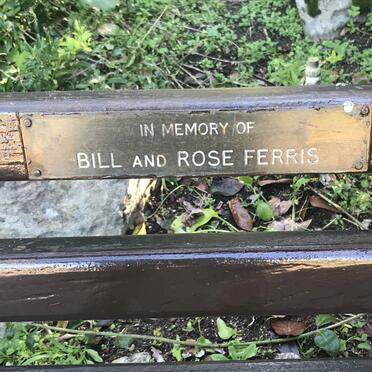 IN MEMORY OF
BILL AND ROSE FERRIS